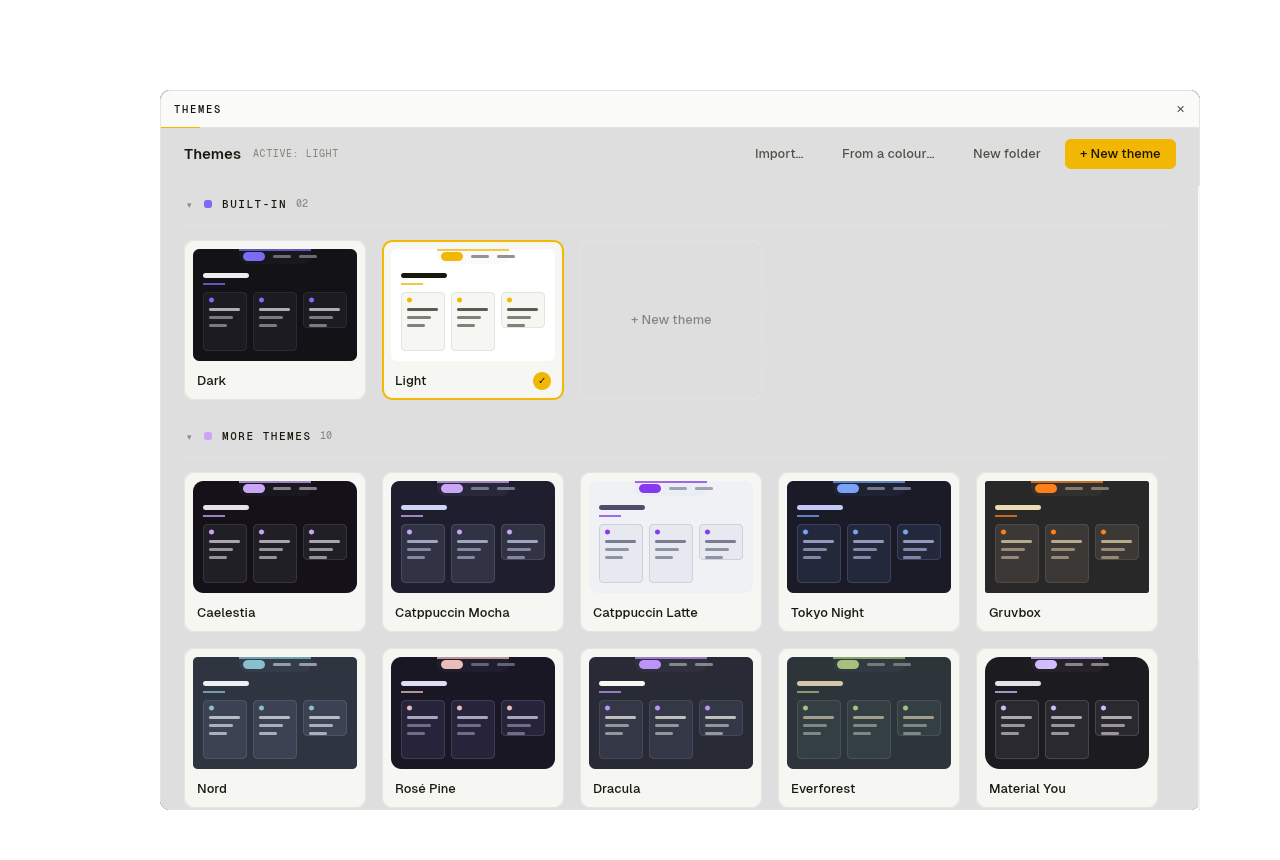 THEMES ×
Themes ACTIVE: LIGHT Import… From a colour… New folder + New theme
▾ BUILT-IN 02
+ New theme
Dark Light ✓
▾ MORE THEMES 10
Caelestia Catppuccin Mocha Catppuccin Latte Tokyo Night Gruvbox
Nord Rosé Pine Dracula Everforest Material You